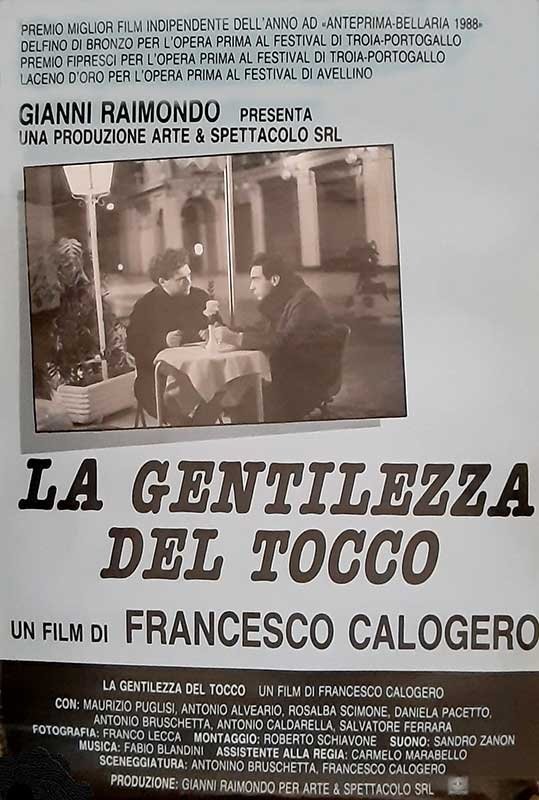 PREMIO MIGLIOR FILM INDIPENDENTE DELL'ANNO AD «ANTEPRIMA-BELLARIA 1988»
DELFINO DI BRONZO PER L'OPERA PRIMA AL FESTIVAL DI TROIA-PORTOGALLO
PREMIO FIPRESCI PER L'OPERA PRIMA AL FESTIVAL DI TROIA-PORTOGALLO
LACENO D'ORO PER L'OPERA PRIMA AL FESTIVAL DI AVELLINO
GIANNI RAIMONDO PRESENTA
UNA PRODUZIONE ARTE & SPETTACOLO SRL
LA GENTILEZZA
DEL TOCCO
UN FILM DI FRANCESCO CALOGERO
LA GENTILEZZA DEL TOCCO UN FILM DI FRANCESCO CALOGERO
CON: MAURIZIO PUGLISI, ANTONIO ALVEARIO, ROSALBA SCIMONE, DANIELA PACETTO,
ANTONIO BRUSCHETTA, ANTONIO CALDARELLA, SALVATORE FERRARA
FOTOGRAFIA: FRANCO LECCA MONTAGGIO: ROBERTO SCHIAVONE SUONO: SANDRO ZANON
MUSICA: FABIO BLANDINI ASSISTENTE ALLA REGIA: CARMELO MARABELLO
SCENEGGIATURA: ANTONINO BRUSCHETTA, FRANCESCO CALOGERO
PRODUZIONE: GIANNI RAIMONDO PER ARTE & SPETTACOLO SRL